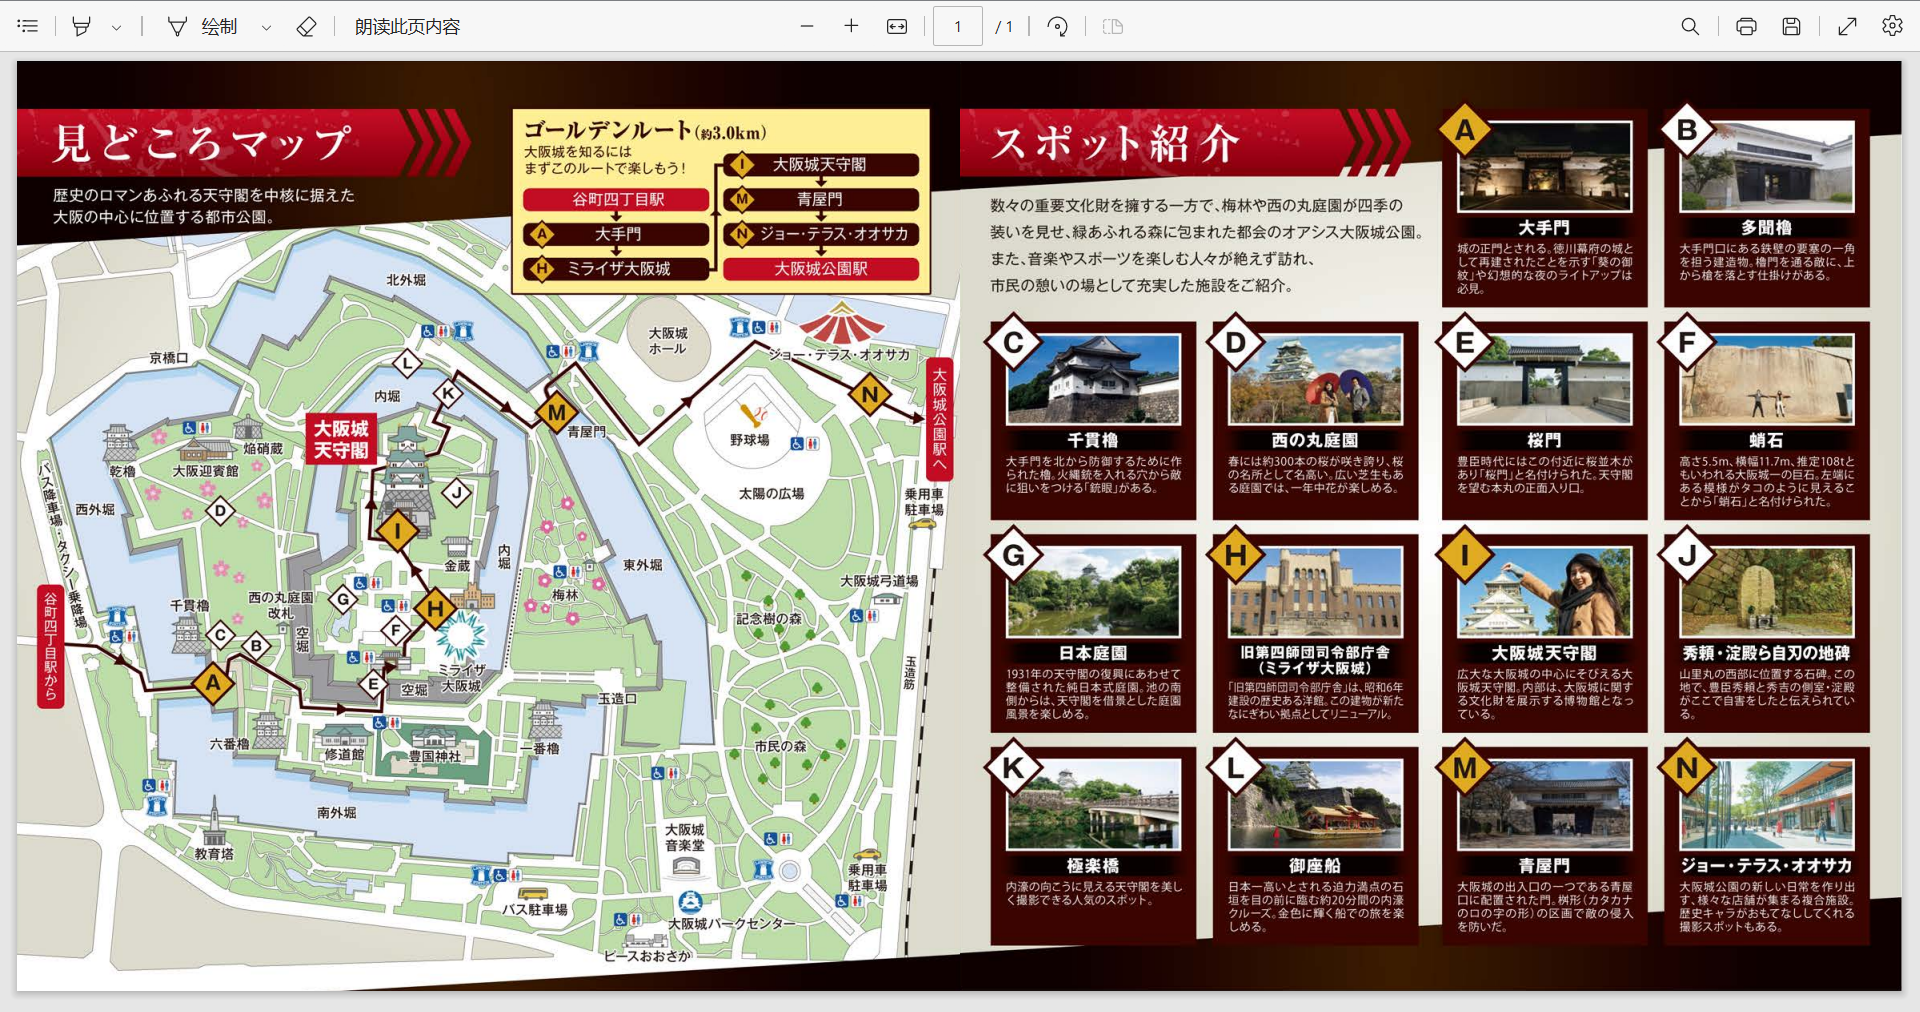 绘制
朗读此页内容
1
/ 1
見どころマップ
歴史のロマンあふれる天守閣を中核に据えた
大阪の中心に位置する都市公園。
ゴールデンルート(約3.0km)
大阪城を知るには
まずこのルートで楽しもう!
谷町四丁目駅
A 大手門
H ミライザ大阪城
I 大阪城天守閣
M 青屋門
N ジョー・テラス・オオサカ
大阪城公園駅
北外堀
京橋口
大阪城
ホール
ジョー・テラス・オオサカ
大阪城公園駅へ
L
K
内堀
M
青屋門
N
野球場
大阪城
天守閣
焔硝蔵
乾櫓
大阪迎賓館
バス降車場・タクシー乗降場
西外堀
D
J
I
太陽の広場
乗用車
駐車場
金蔵
内堀
東外堀
大阪城弓道場
梅林
谷町四丁目駅から
千貫櫓
西の丸庭園
改札
G
H
記念樹の森
C
B
空堀
F
ミライザ
大阪城
玉造筋
A
E
空堀
玉造口
六番櫓
修道館
豊国神社
一番櫓
市民の森
南外堀
教育塔
大阪城
音楽堂
乗用車
駐車場
バス駐車場
大阪城パークセンター
ピースおおさか
スポット紹介
数々の重要文化財を擁する一方で、梅林や西の丸庭園が四季の
装いを見せ、緑あふれる森に包まれた都会のオアシス大阪城公園。
また、音楽やスポーツを楽しむ人々が絶えず訪れ、
市民の憩いの場として充実した施設をご紹介。
A
大手門
城の正門とされる。徳川幕府の城と
して再建されたことを示す「葵の御
紋」や幻想的な夜のライトアップは
必見。
B
多聞櫓
大手門口にある鉄壁の要塞の一角
を担う建造物。櫓門を通る敵に、上
から槍を落とす仕掛けがある。
C
千貫櫓
大手門を北から防御するために作
られた櫓。火縄銃を入れる穴から敵
に狙いをつける「銃眼」がある。
D
西の丸庭園
春には約300本の桜が咲き誇り、桜
の名所として名高い。広い芝生もあ
る庭園では、一年中花が楽しめる。
E
桜門
豊臣時代にはこの付近に桜並木が
あり「桜門」と名付けられた。天守閣
を望む本丸の正面入り口。
F
蛸石
高さ5.5m、横幅11.7m、推定108tと
もいわれる大阪城一の巨石。左端に
ある模様がタコのように見えるこ
とから「蛸石」と名付けられた。
G
日本庭園
1931年の天守閣の復興にあわせて
整備された純日本式庭園。池の南
側からは、天守閣を借景とした庭園
風景を楽しめる。
H
旧第四師団司令部庁舎
(ミライザ大阪城)
「旧第四師団司令部庁舎」は、昭和6年
建設の歴史ある洋館。この建物が新た
なにぎわい拠点としてリニューアル。
I
大阪城天守閣
広大な大阪城の中心にそびえる大
阪城天守閣。内部は、大阪城に関す
る文化財を展示する博物館となっ
ている。
J
秀頼・淀殿ら自刃の地碑
山里丸の西部に位置する石碑。この
地で、豊臣秀頼と秀吉の側室・淀殿
がここで自害をしたと伝えられてい
る。
K
極楽橋
内濠の向こうに見える天守閣を美し
く撮影できる人気のスポット。
L
御座船
日本一高いとされる迫力満点の石
垣を目の前に臨む約20分間の内濠
クルーズ。金色に輝く船での旅を楽
しめる。
M
青屋門
大阪城の出入口の一つである青屋
口に配置された門。桝形(カタカナ
のロの字の形)の区画で敵の侵入
を防いだ。
N
ジョー・テラス・オオサカ
大阪城公園の新しい日常を作り出
す、様々な店舗が集まる複合施設。
歴史キャラがおもてなししてくれる
撮影スポットもある。